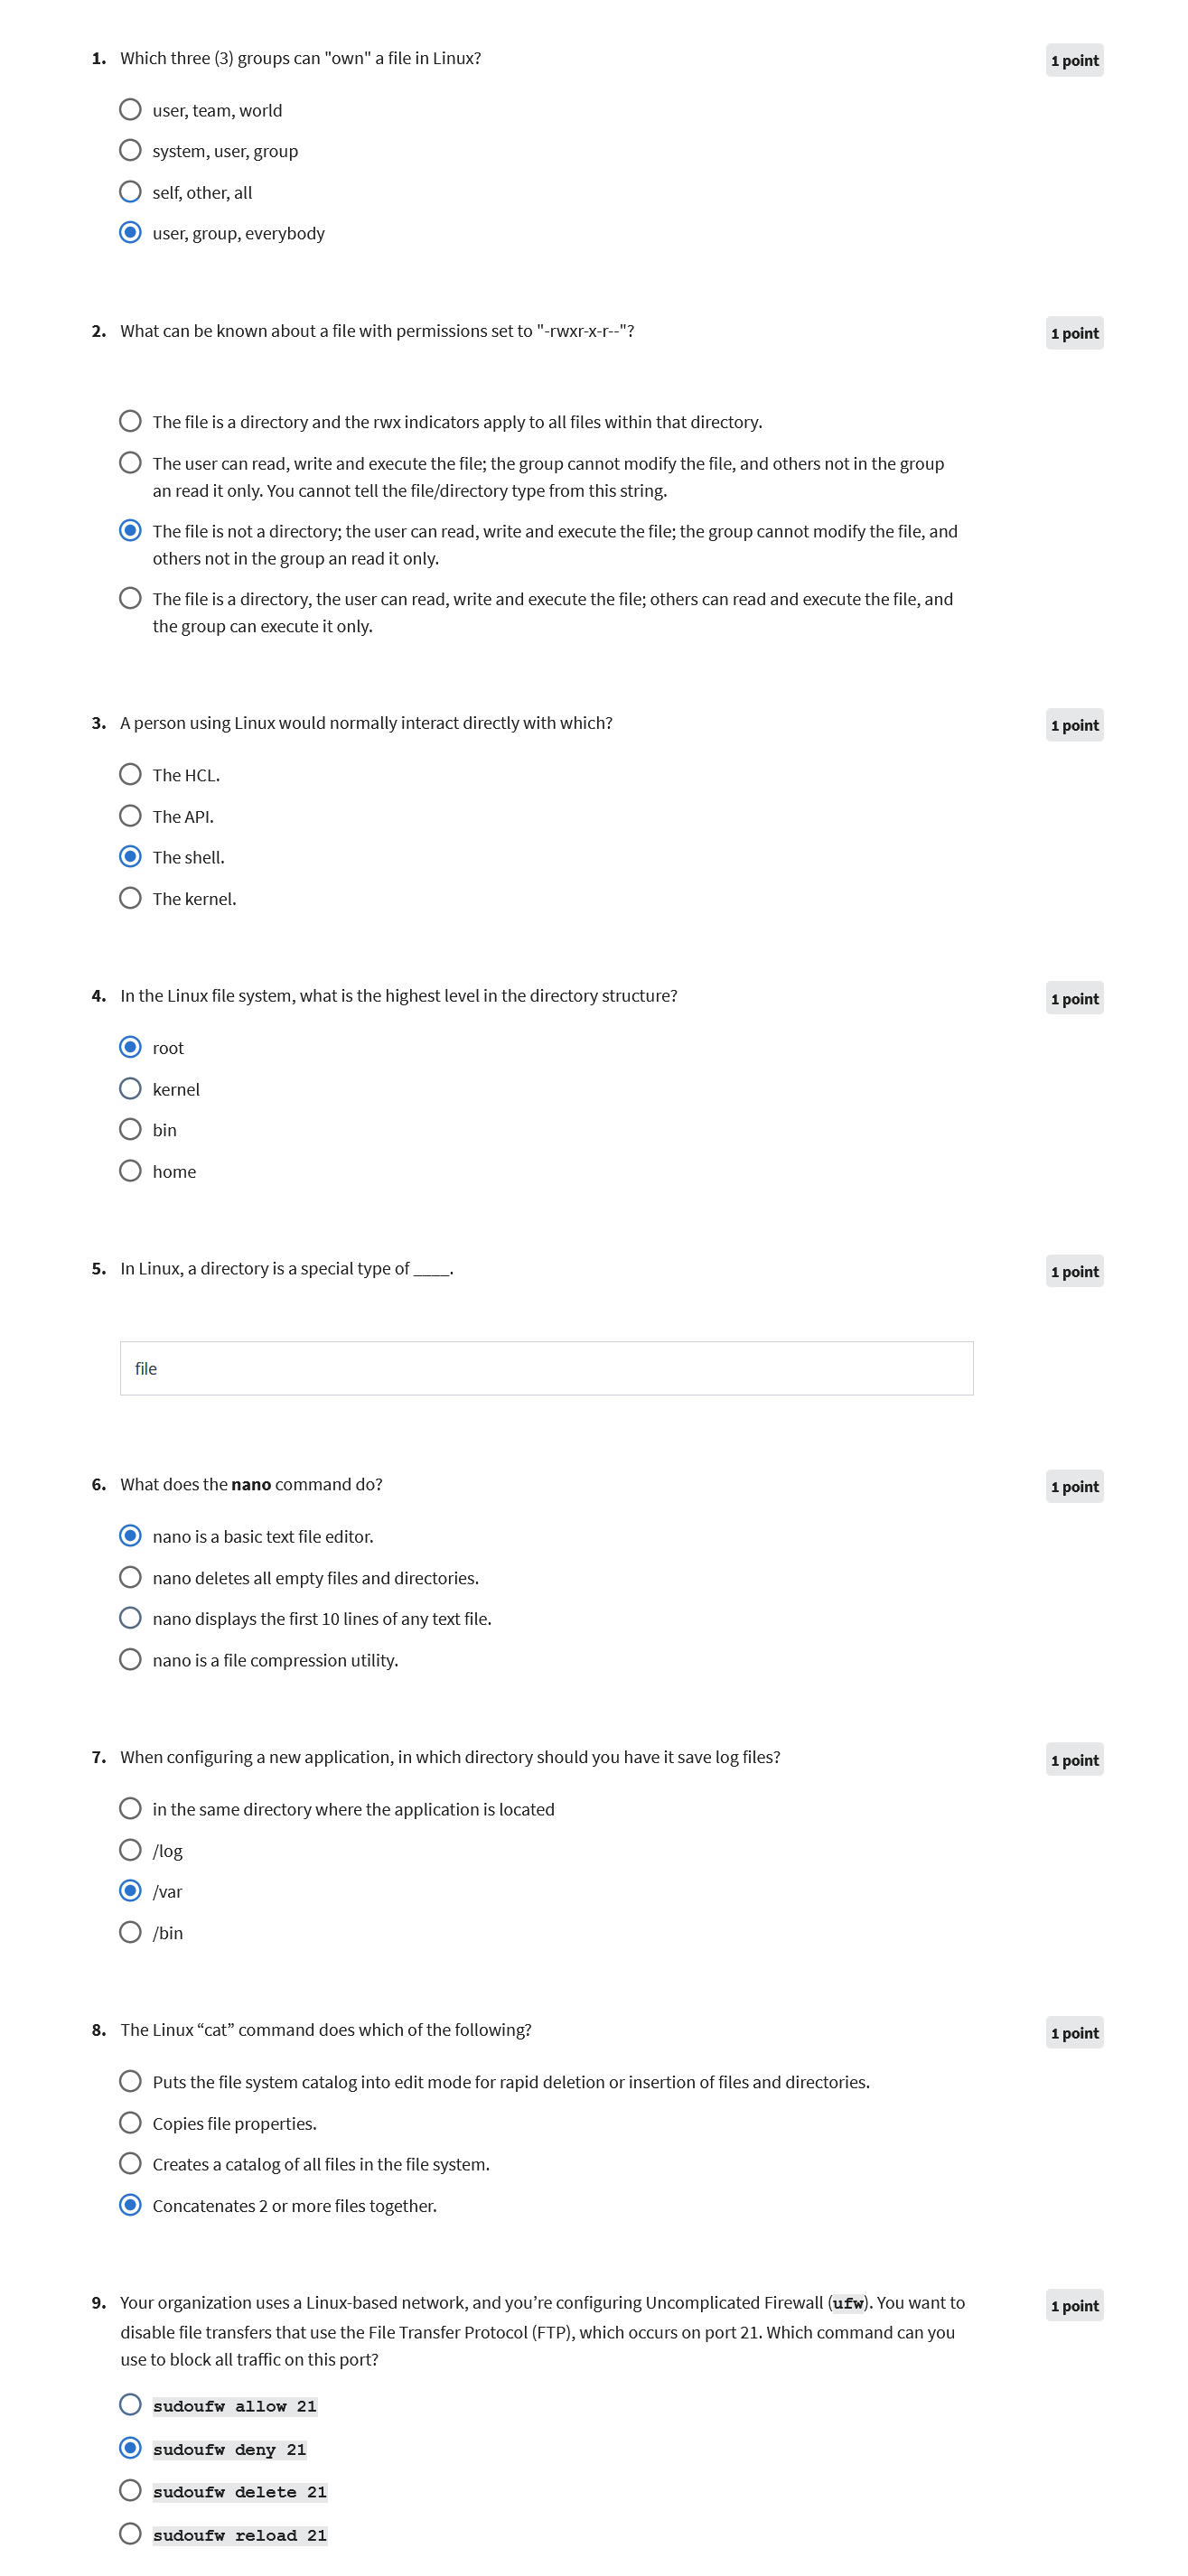 1. Which three (3) groups can "own" a file in Linux?
1 point
user, team, world
system, user, group
self, other, all
user, group, everybody
2. What can be known about a file with permissions set to "-rwxr-x-r--"?
1 point
The file is a directory and the rwx indicators apply to all files within that directory.
The user can read, write and execute the file; the group cannot modify the file, and others not in the group
an read it only. You cannot tell the file/directory type from this string.
The file is not a directory; the user can read, write and execute the file; the group cannot modify the file, and
others not in the group an read it only.
The file is a directory, the user can read, write and execute the file; others can read and execute the file, and
the group can execute it only.
3. A person using Linux would normally interact directly with which?
1 point
The HCL.
The API.
The shell.
The kernel.
4. In the Linux file system, what is the highest level in the directory structure?
1 point
root
kernel
bin
home
5. In Linux, a directory is a special type of ____.
1 point
file
6. What does the nano command do?
1 point
nano is a basic text file editor.
nano deletes all empty files and directories.
nano displays the first 10 lines of any text file.
nano is a file compression utility.
7. When configuring a new application, in which directory should you have it save log files?
1 point
in the same directory where the application is located
/log
/var
/bin
8. The Linux “cat” command does which of the following?
1 point
Puts the file system catalog into edit mode for rapid deletion or insertion of files and directories.
Copies file properties.
Creates a catalog of all files in the file system.
Concatenates 2 or more files together.
9. Your organization uses a Linux-based network, and you’re configuring Uncomplicated Firewall (ufw). You want to
1 point
disable file transfers that use the File Transfer Protocol (FTP), which occurs on port 21. Which command can you
use to block all traffic on this port?
sudoufw allow 21
sudoufw deny 21
sudoufw delete 21
sudoufw reload 21